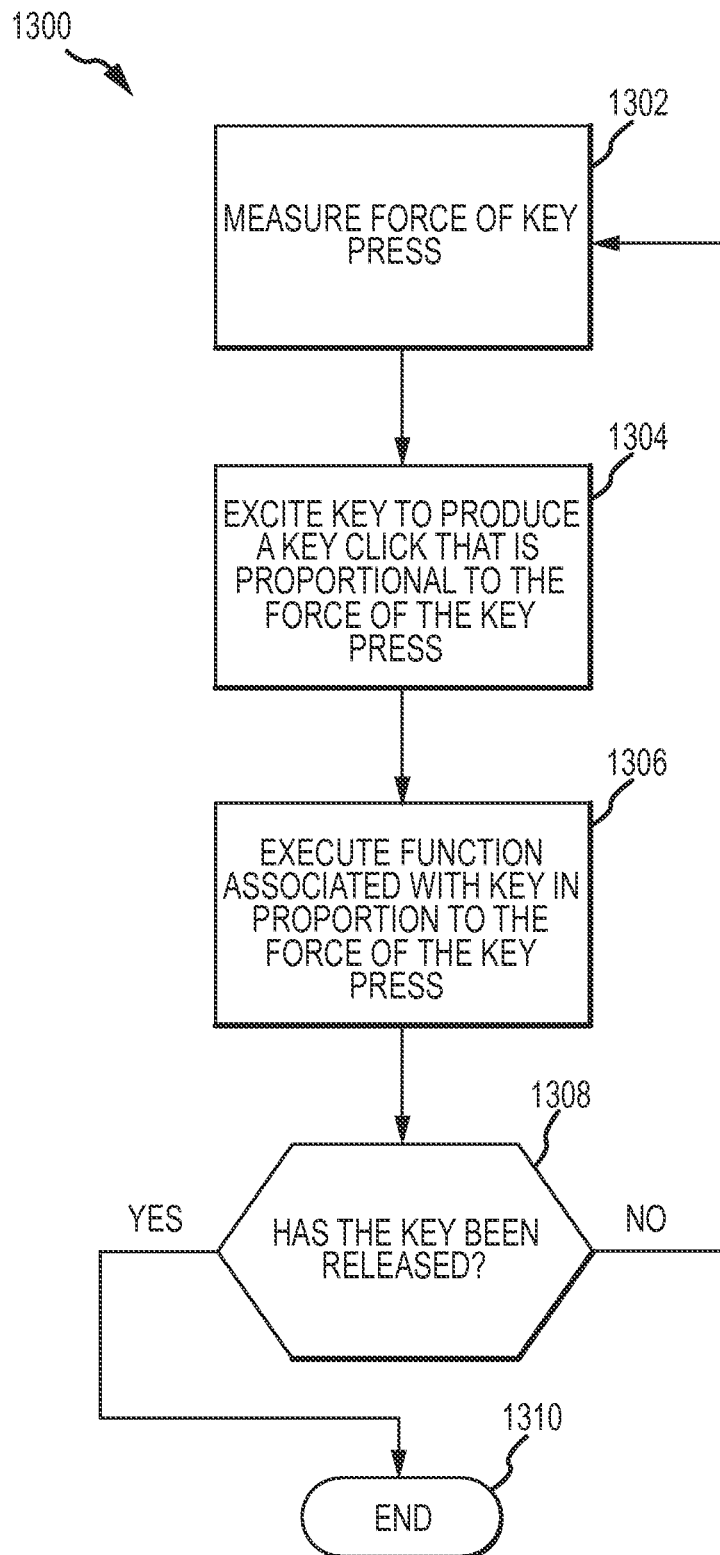 1300
1302
MEASURE FORCE OF KEY
PRESS
1304
EXCITE KEY TO PRODUCE
A KEY CLICK THAT IS
PROPORTIONAL TO THE
FORCE OF THE KEY
PRESS
1306
EXECUTE FUNCTION
ASSOCIATED WITH KEY IN
PROPORTION TO THE
FORCE OF THE KEY
PRESS
1308
YES
HAS THE KEY BEEN
RELEASED?
NO
1310
END